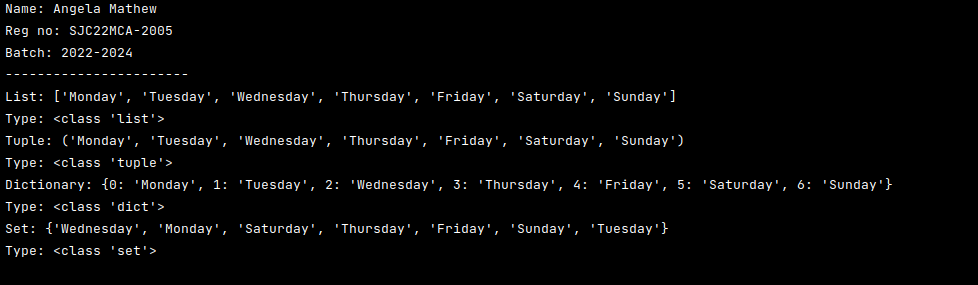 Name: Angela Mathew
Reg no: SJC22MCA-2005
Batch: 2022-2024
-----------------------
List: ['Monday', 'Tuesday', 'Wednesday', 'Thursday', 'Friday', 'Saturday', 'Sunday']
Type: <class 'list'>
Tuple: ('Monday', 'Tuesday', 'Wednesday', 'Thursday', 'Friday', 'Saturday', 'Sunday')
Type: <class 'tuple'>
Dictionary: {0: 'Monday', 1: 'Tuesday', 2: 'Wednesday', 3: 'Thursday', 4: 'Friday', 5: 'Saturday', 6: 'Sunday'}
Type: <class 'dict'>
Set: {'Wednesday', 'Monday', 'Saturday', 'Thursday', 'Friday', 'Sunday', 'Tuesday'}
Type: <class 'set'>